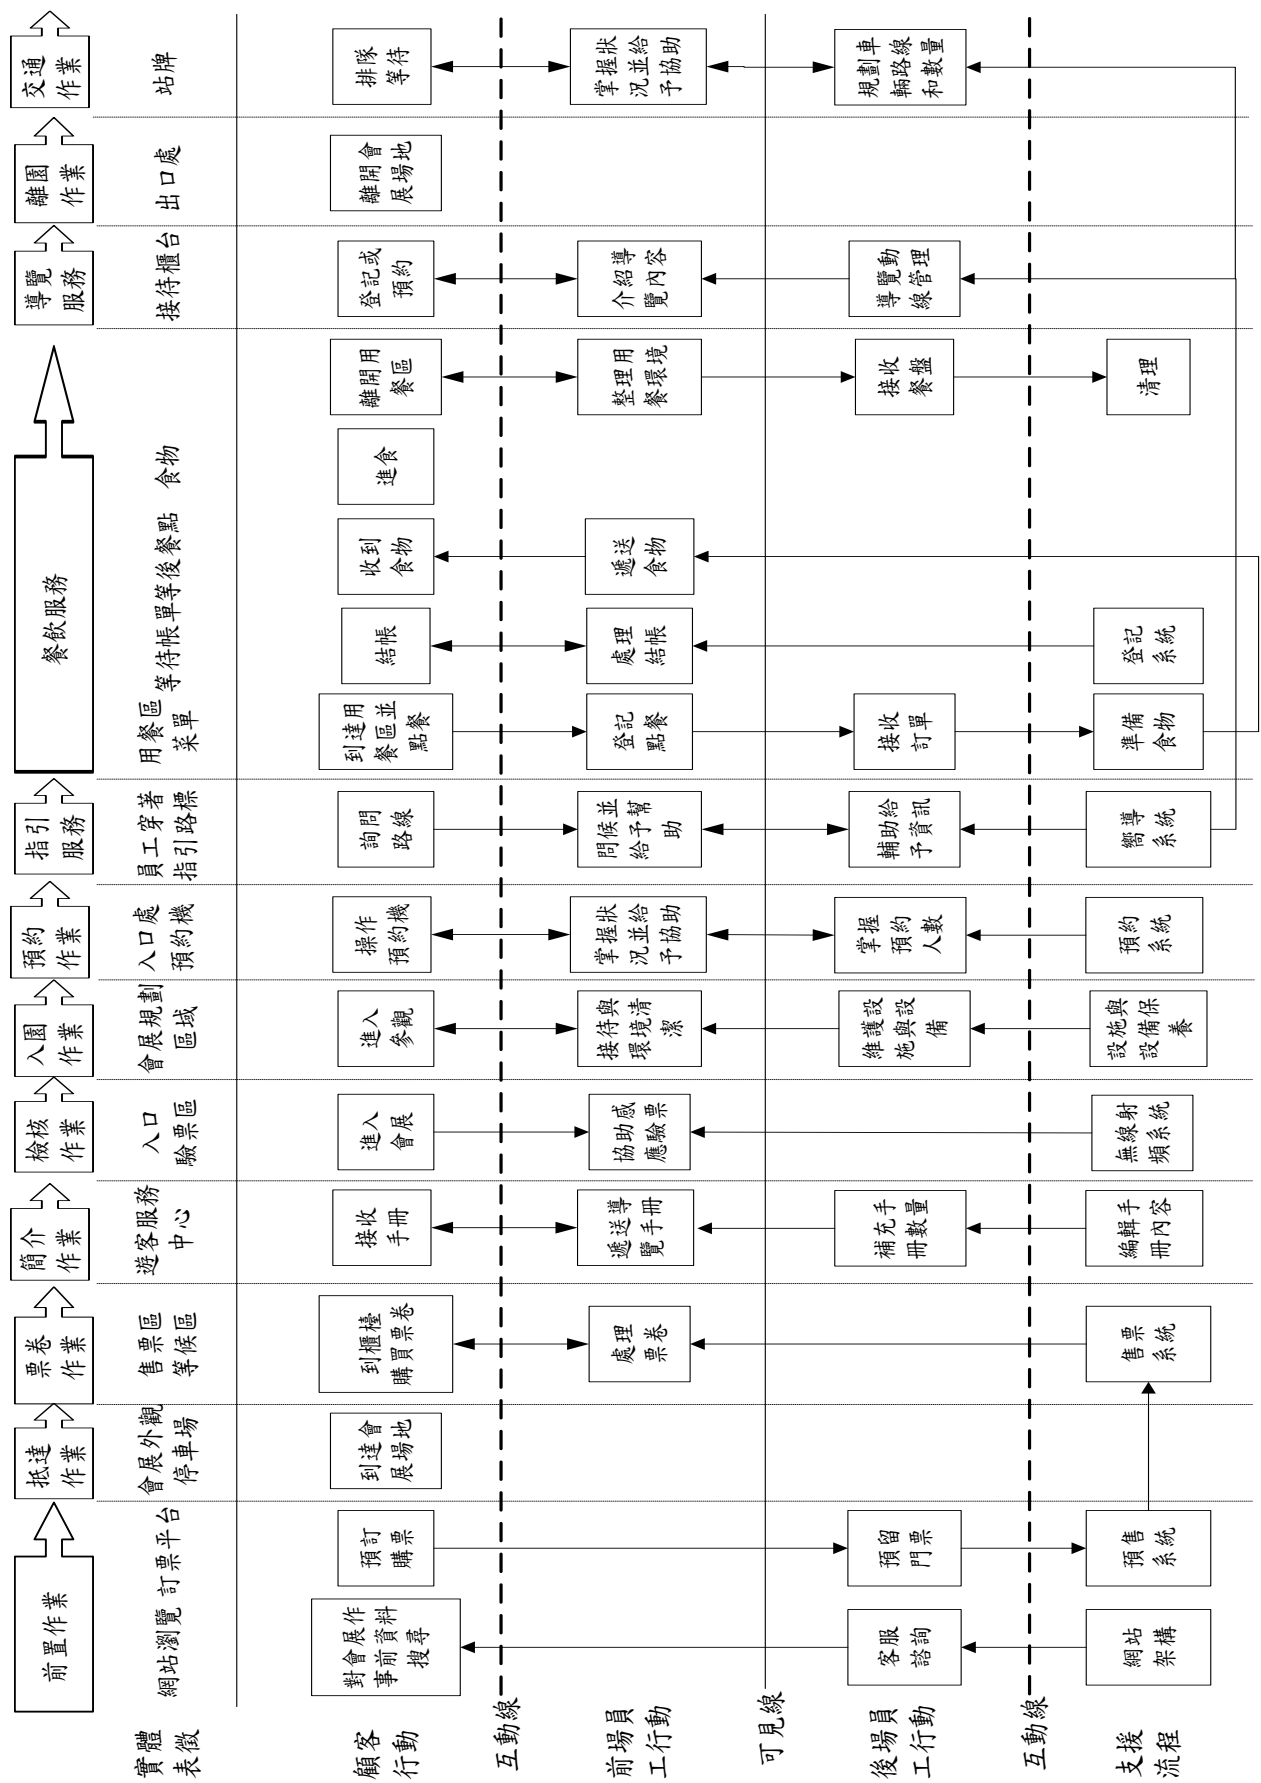 前置作業
抵達
作業
票卷
作業
簡介
作業
檢核
作業
入園
作業
預約
作業
指引
服務
餐飲服務
導覽
服務
離園
作業
交通
作業
實體
表徵
網站瀏覽
訂票平台
會展外觀
停車場
售票區
等候區
遊客服務
中心
入口
驗票區
會展規劃
區域
入口處
預約機
員工穿著
指引路標
用餐區
菜單
等待帳單等後餐點
食物
接待櫃台
出口處
站牌
顧客
行動
對會展作
事前資料
搜尋
預訂
購票
到達會
展場地
到櫃檯
購買票卷
接收
手冊
進入
會展
進入
參觀
操作
預約機
詢問
路線
到達用
餐區並
點餐
結帳
收到
食物
進食
離開用
餐區
登記或
預約
離開會
展場地
排隊
等待
互動線
前場員
工行動
處理
票卷
遞送導
覽手冊
協助感
應驗票
接待與
環境清
潔
掌握狀
況並給
予協助
問候並
給予幫
助
登記
點餐
處理
結帳
遞送
食物
整理用
餐環境
介紹導
覽內容
掌握狀
況並給
予協助
可見線
後場員
工行動
客服
諮詢
預留
門票
補充手
冊數量
維護設
施與設
備
掌握
預約
人數
輔助給
予資訊
接收
訂單
接收
餐盤
導覽動
線管理
規劃車
輛路線
和數量
互動線
支援
流程
網站
架構
預售
系統
售票
系統
編輯手
冊內容
無線射
頻系統
設施與
設備保
養
預約
系統
嚮導
系統
準備
食物
登記
系統
清理